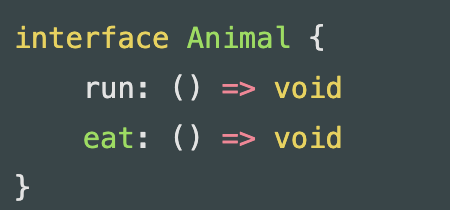 interface Animal {
    run: () => void
    eat: () => void
}